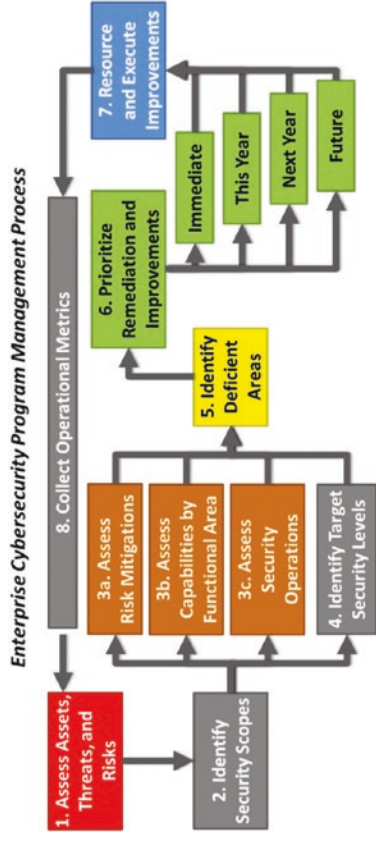 Enterprise Cybersecurity Program Management Process
8. Collect Operational Metrics
1. Assess Assets,
Threats, and
Risks
2. Identify
Security Scopes
3a. Assess
Risk Mitigations
3b. Assess
Capabilities by
Functional Area
3c. Assess
Security
Operations
4. Identify Target
Security Levels
5. Identify
Deficient
Areas
6. Prioritize
Remediation and
Improvements
Immediate
This Year
Next Year
Future
7. Resource
and Execute
Improvements